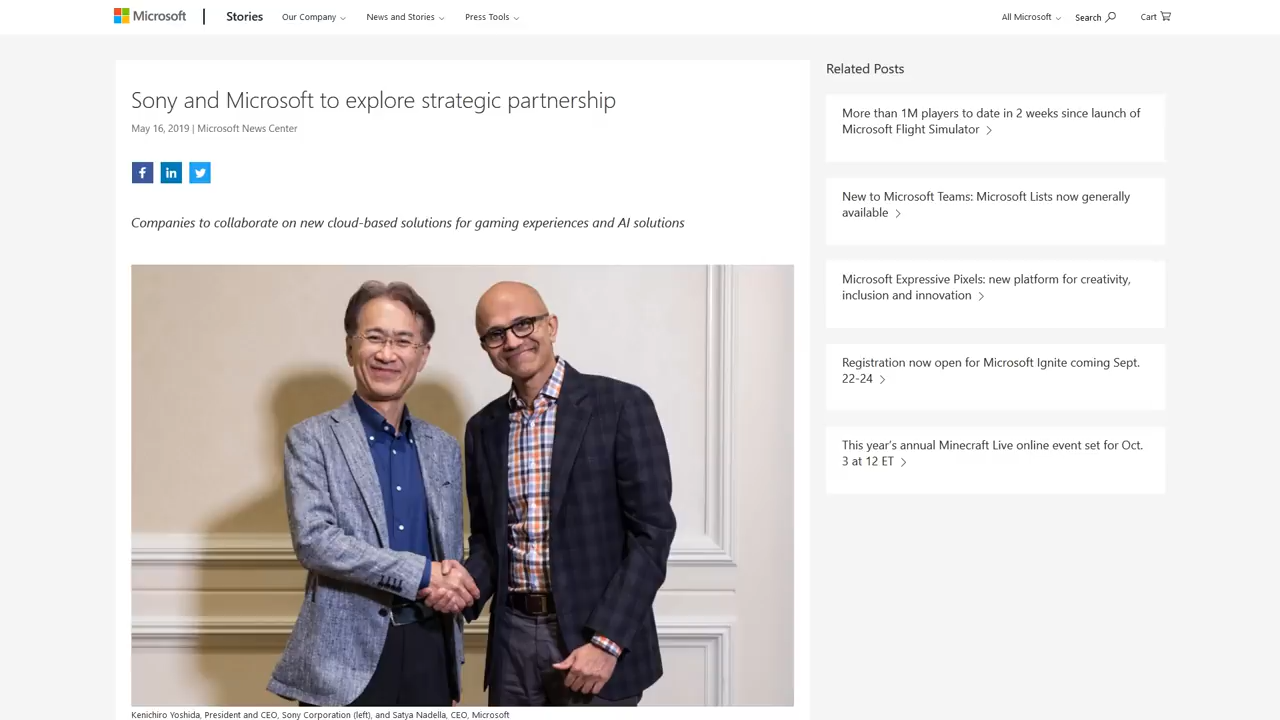 Microsoft
Stories
Our Company
News and Stories
Press Tools
All Microsoft
Search
Cart
Sony and Microsoft to explore strategic partnership
May 16, 2019 | Microsoft News Center
Companies to collaborate on new cloud-based solutions for gaming experiences and AI solutions
Kenichiro Yoshida, President and CEO, Sony Corporation (left), and Satya Nadella, CEO, Microsoft
Related Posts
More than 1M players to date in 2 weeks since launch of
Microsoft Flight Simulator
New to Microsoft Teams: Microsoft Lists now generally
available
Microsoft Expressive Pixels: new platform for creativity,
inclusion and innovation
Registration now open for Microsoft Ignite coming Sept.
22-24
This year's annual Minecraft Live online event set for Oct.
3 at 12 ET